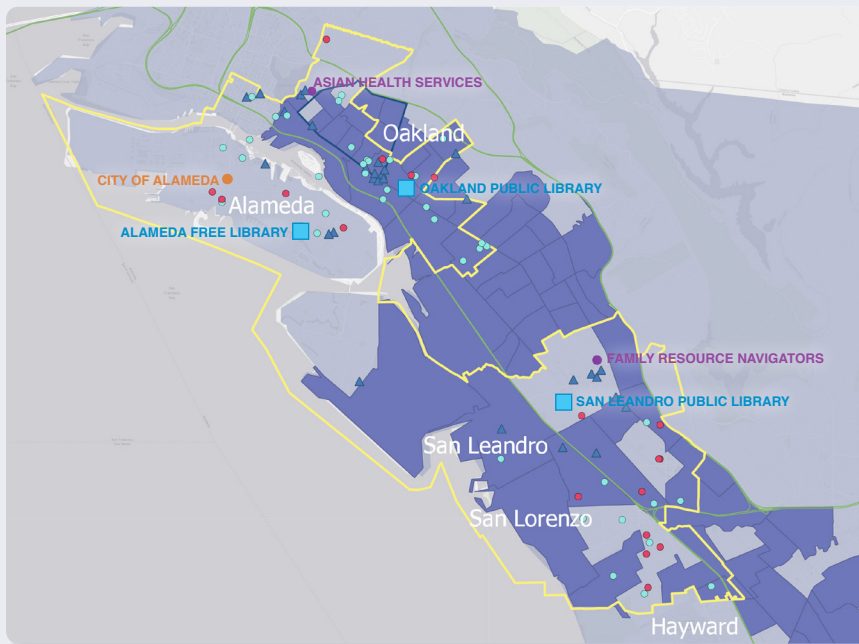 ASIAN HEALTH SERVICES
Oakland
CITY OF ALAMEDA
OAKLAND PUBLIC LIBRARY
Alameda
ALAMEDA FREE LIBRARY
FAMILY RESOURCE NAVIGATORS
SAN LEANDRO PUBLIC LIBRARY
San Leandro
San Lorenzo
Hayward